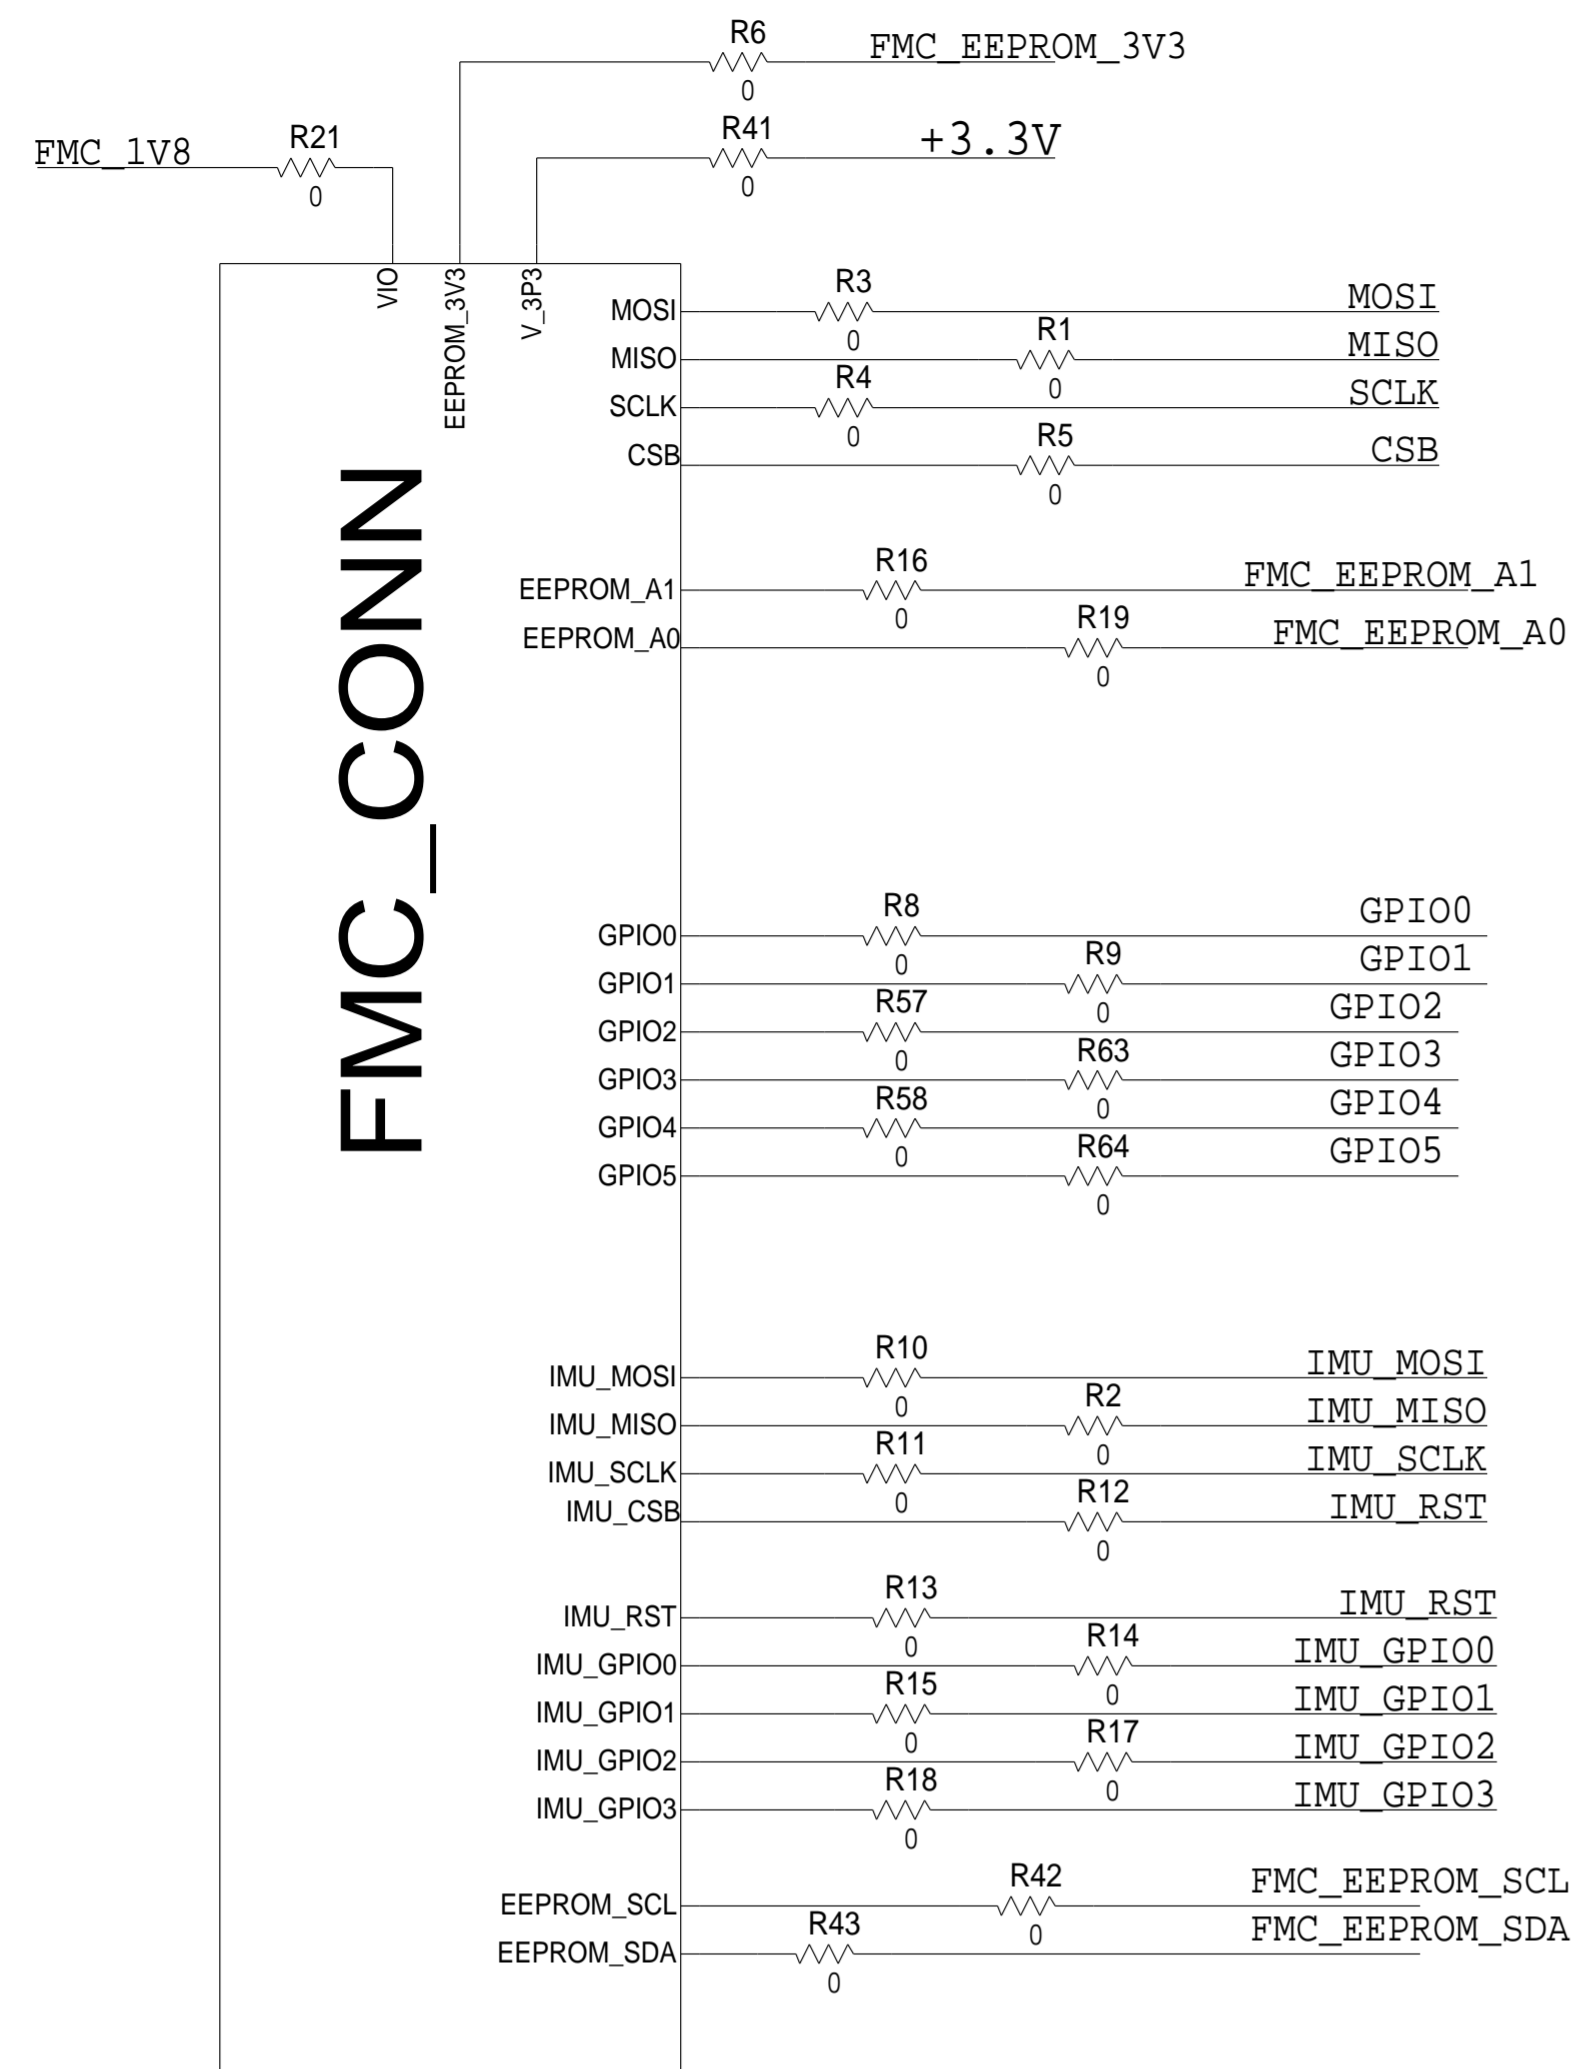 R6
FMC_EEPROM_3V3
0
R41
+3.3V
0
FMC_1V8
R21
0
VIO
EEPROM_3V3
V_3P3
FMC_CONN
MOSI
R3
0
MOSI
MISO
R1
0
MISO
SCLK
R4
0
SCLK
CSB
R5
0
CSB
EEPROM_A1
R16
0
FMC_EEPROM_A1
EEPROM_A0
R19
0
FMC_EEPROM_A0
GPIO0
R8
0
GPIO0
GPIO1
R9
0
GPIO1
GPIO2
R57
0
GPIO2
GPIO3
R63
0
GPIO3
GPIO4
R58
0
GPIO4
GPIO5
R64
0
GPIO5
IMU_MOSI
R10
0
IMU_MOSI
IMU_MISO
R2
0
IMU_MISO
IMU_SCLK
R11
0
IMU_SCLK
IMU_CSB
R12
0
IMU_RST
IMU_RST
R13
0
IMU_RST
IMU_GPIO0
R14
0
IMU_GPIO0
IMU_GPIO1
R15
0
IMU_GPIO1
IMU_GPIO2
R17
0
IMU_GPIO2
IMU_GPIO3
R18
0
IMU_GPIO3
EEPROM_SCL
R42
0
FMC_EEPROM_SCL
EEPROM_SDA
R43
0
FMC_EEPROM_SDA